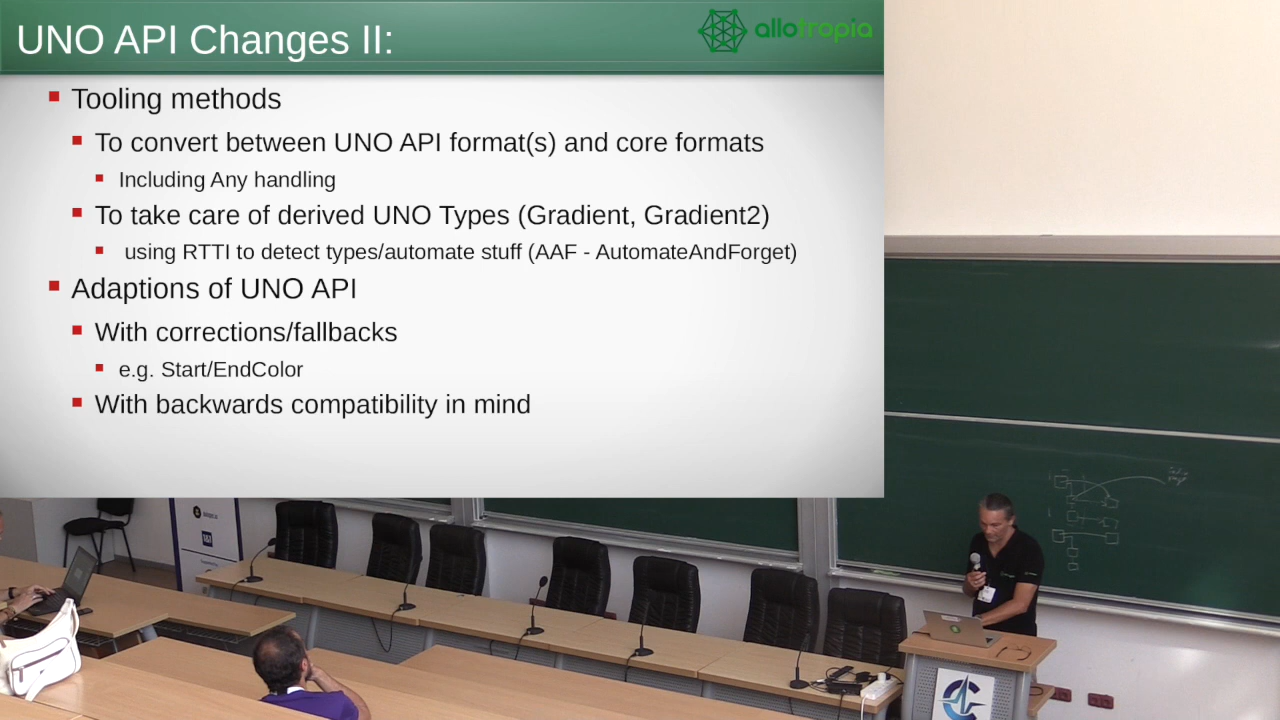 UNO API Changes II:
allotropia
Tooling methods
To convert between UNO API format(s) and core formats
Including Any handling
To take care of derived UNO Types (Gradient, Gradient2)
using RTTI to detect types/automate stuff (AAF - AutomateAndForget)
Adaptions of UNO API
With corrections/fallbacks
e.g. Start/EndColor
With backwards compatibility in mind